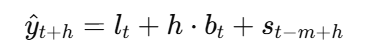 ŷ_{t+h} = l_t + h · b_t + s_{t−m+h}